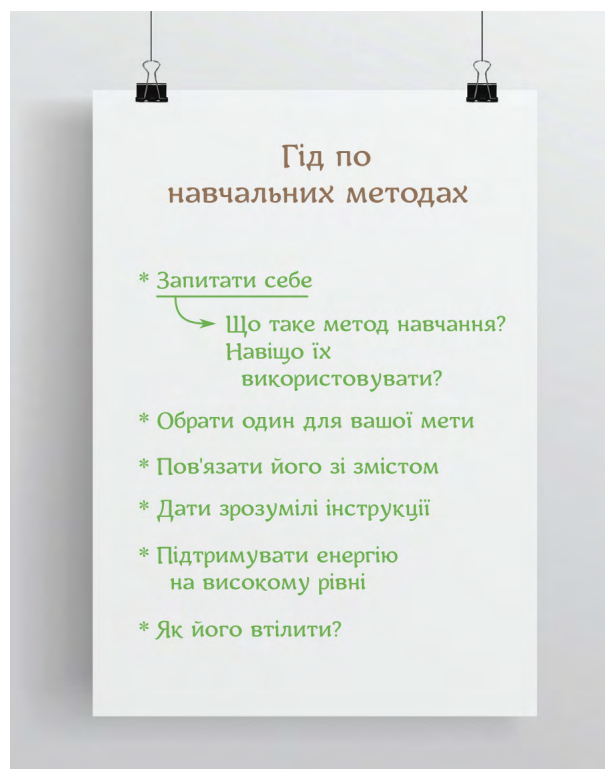 Гід по
навчальних методах
* Запитати себе
Що таке метод навчання?
Навіщо їх
використовувати?
* Обрати один для вашої мети
* Пов'язати його зі змістом
* Дати зрозумілі інструкції
* Підтримувати енергію
на високому рівні
* Як його втілити?